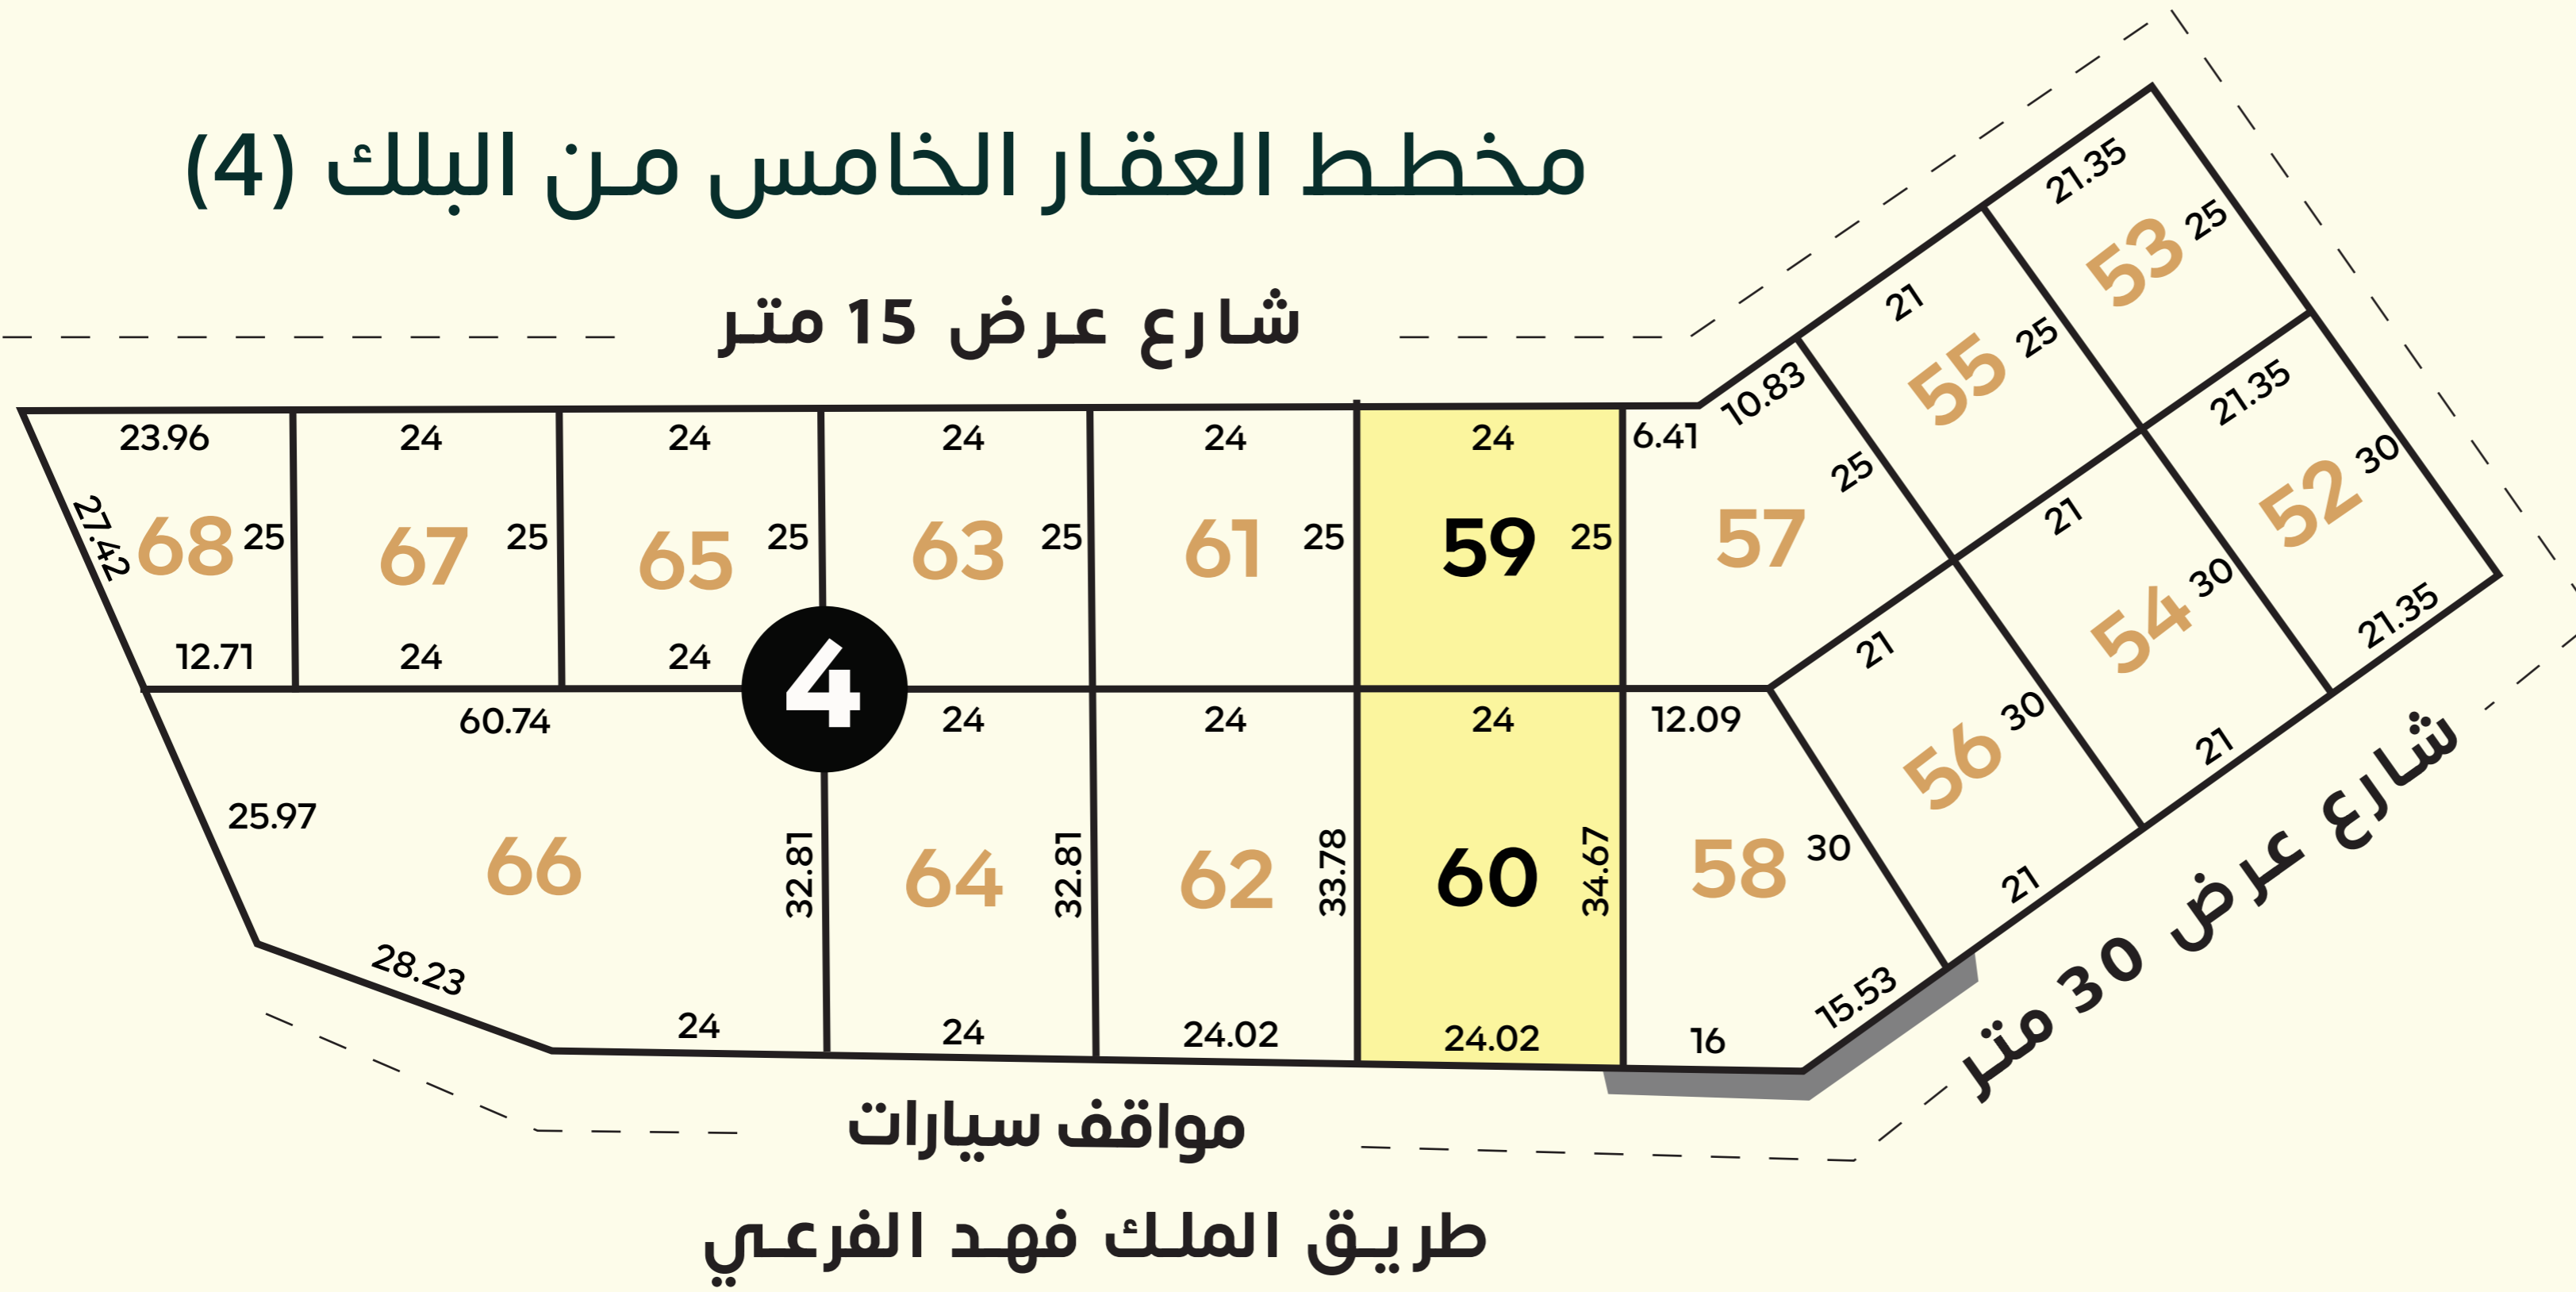 مخطط العقار الخامس من البلك (4)
شارع عرض 15 متر
21.35
53 25
21
55 25
10.83
21.35
52 30
23.96 24 24 24 24 24 6.41
27.42 68 25 67 25 65 25 63 25 61 25 59 25 57 25
21
54 30
21.35
12.71 24 24
4
21
56 30
21
60.74 24 24 24 12.09
25.97
66 32.81 64 32.81 62 33.78 60 34.67 58 30
21
28.23
24 24 24.02 24.02 16 15.53
شارع عرض 30 متر
مواقف سيارات
طريق الملك فهد الفرعي